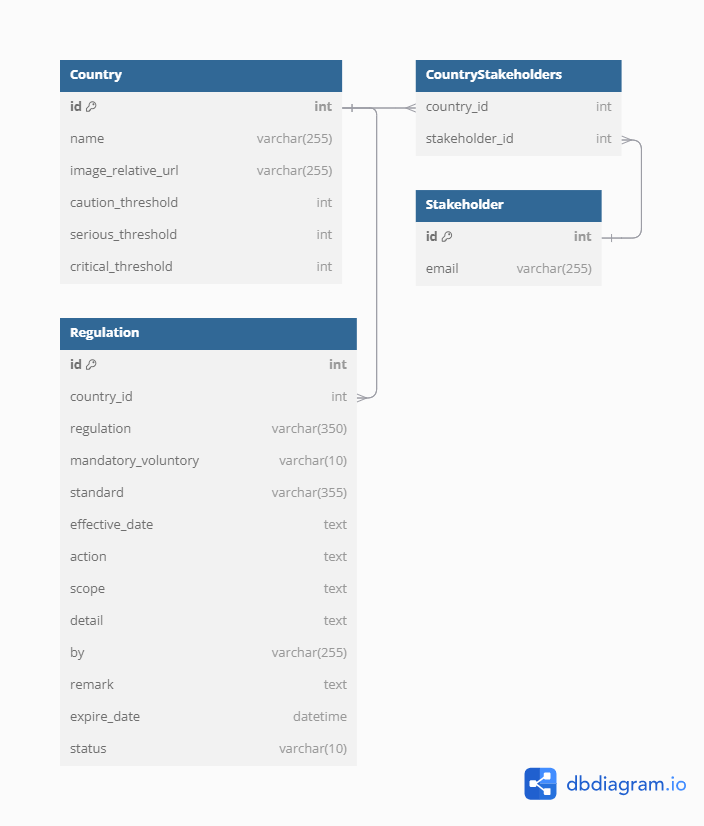 Country
id int
name varchar(255)
image_relative_url varchar(255)
caution_threshold int
serious_threshold int
critical_threshold int
CountryStakeholders
country_id int
stakeholder_id int
Stakeholder
id int
email varchar(255)
Regulation
id int
country_id int
regulation varchar(350)
mandatory_voluntory varchar(10)
standard varchar(355)
effective_date text
action text
scope text
detail text
by varchar(255)
remark text
expire_date datetime
status varchar(10)
dbdiagram.io